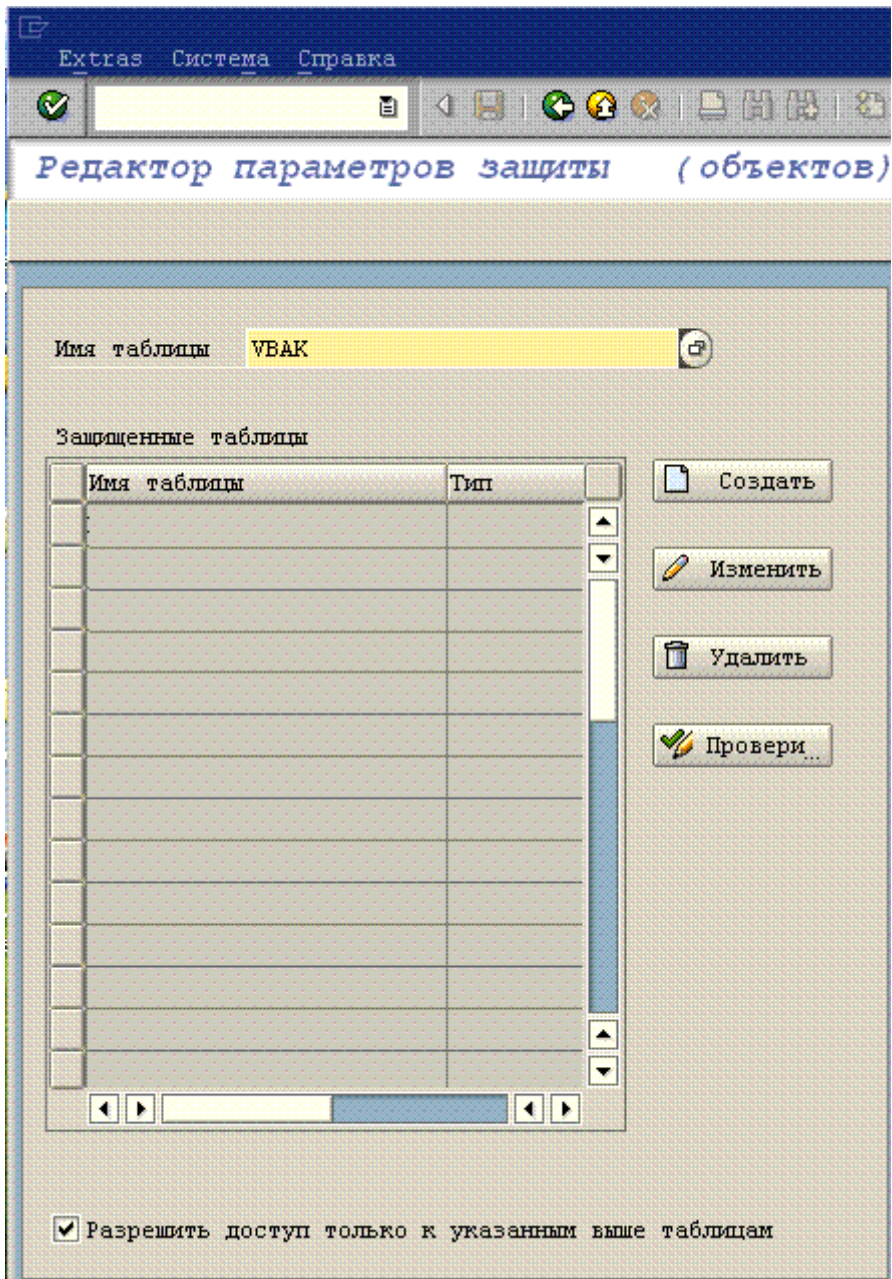 Extras Система Справка
Редактор параметров защиты (объектов)
Имя таблицы VBAK
Защищенные таблицы
Имя таблицы Тип
Создать
Изменить
Удалить
Провери...
Разрешить доступ только к указанным выше таблицам